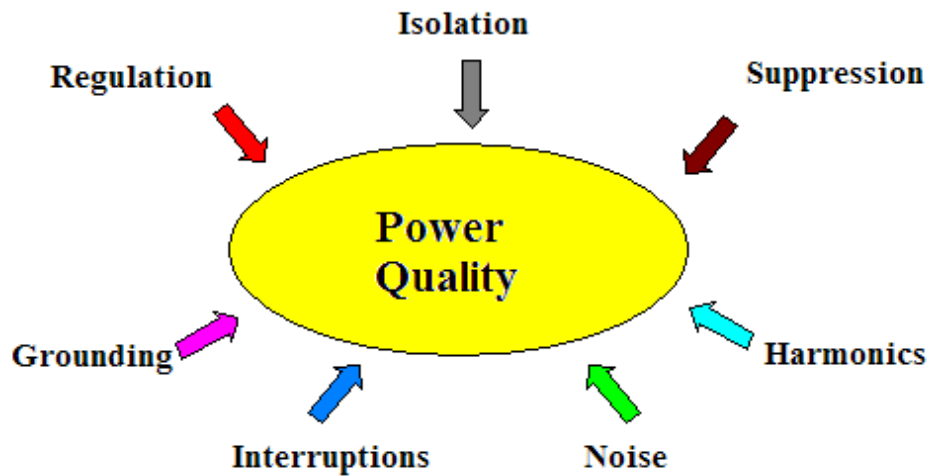 Isolation
Regulation
Suppression
Power
Quality
Grounding
Harmonics
Interruptions
Noise